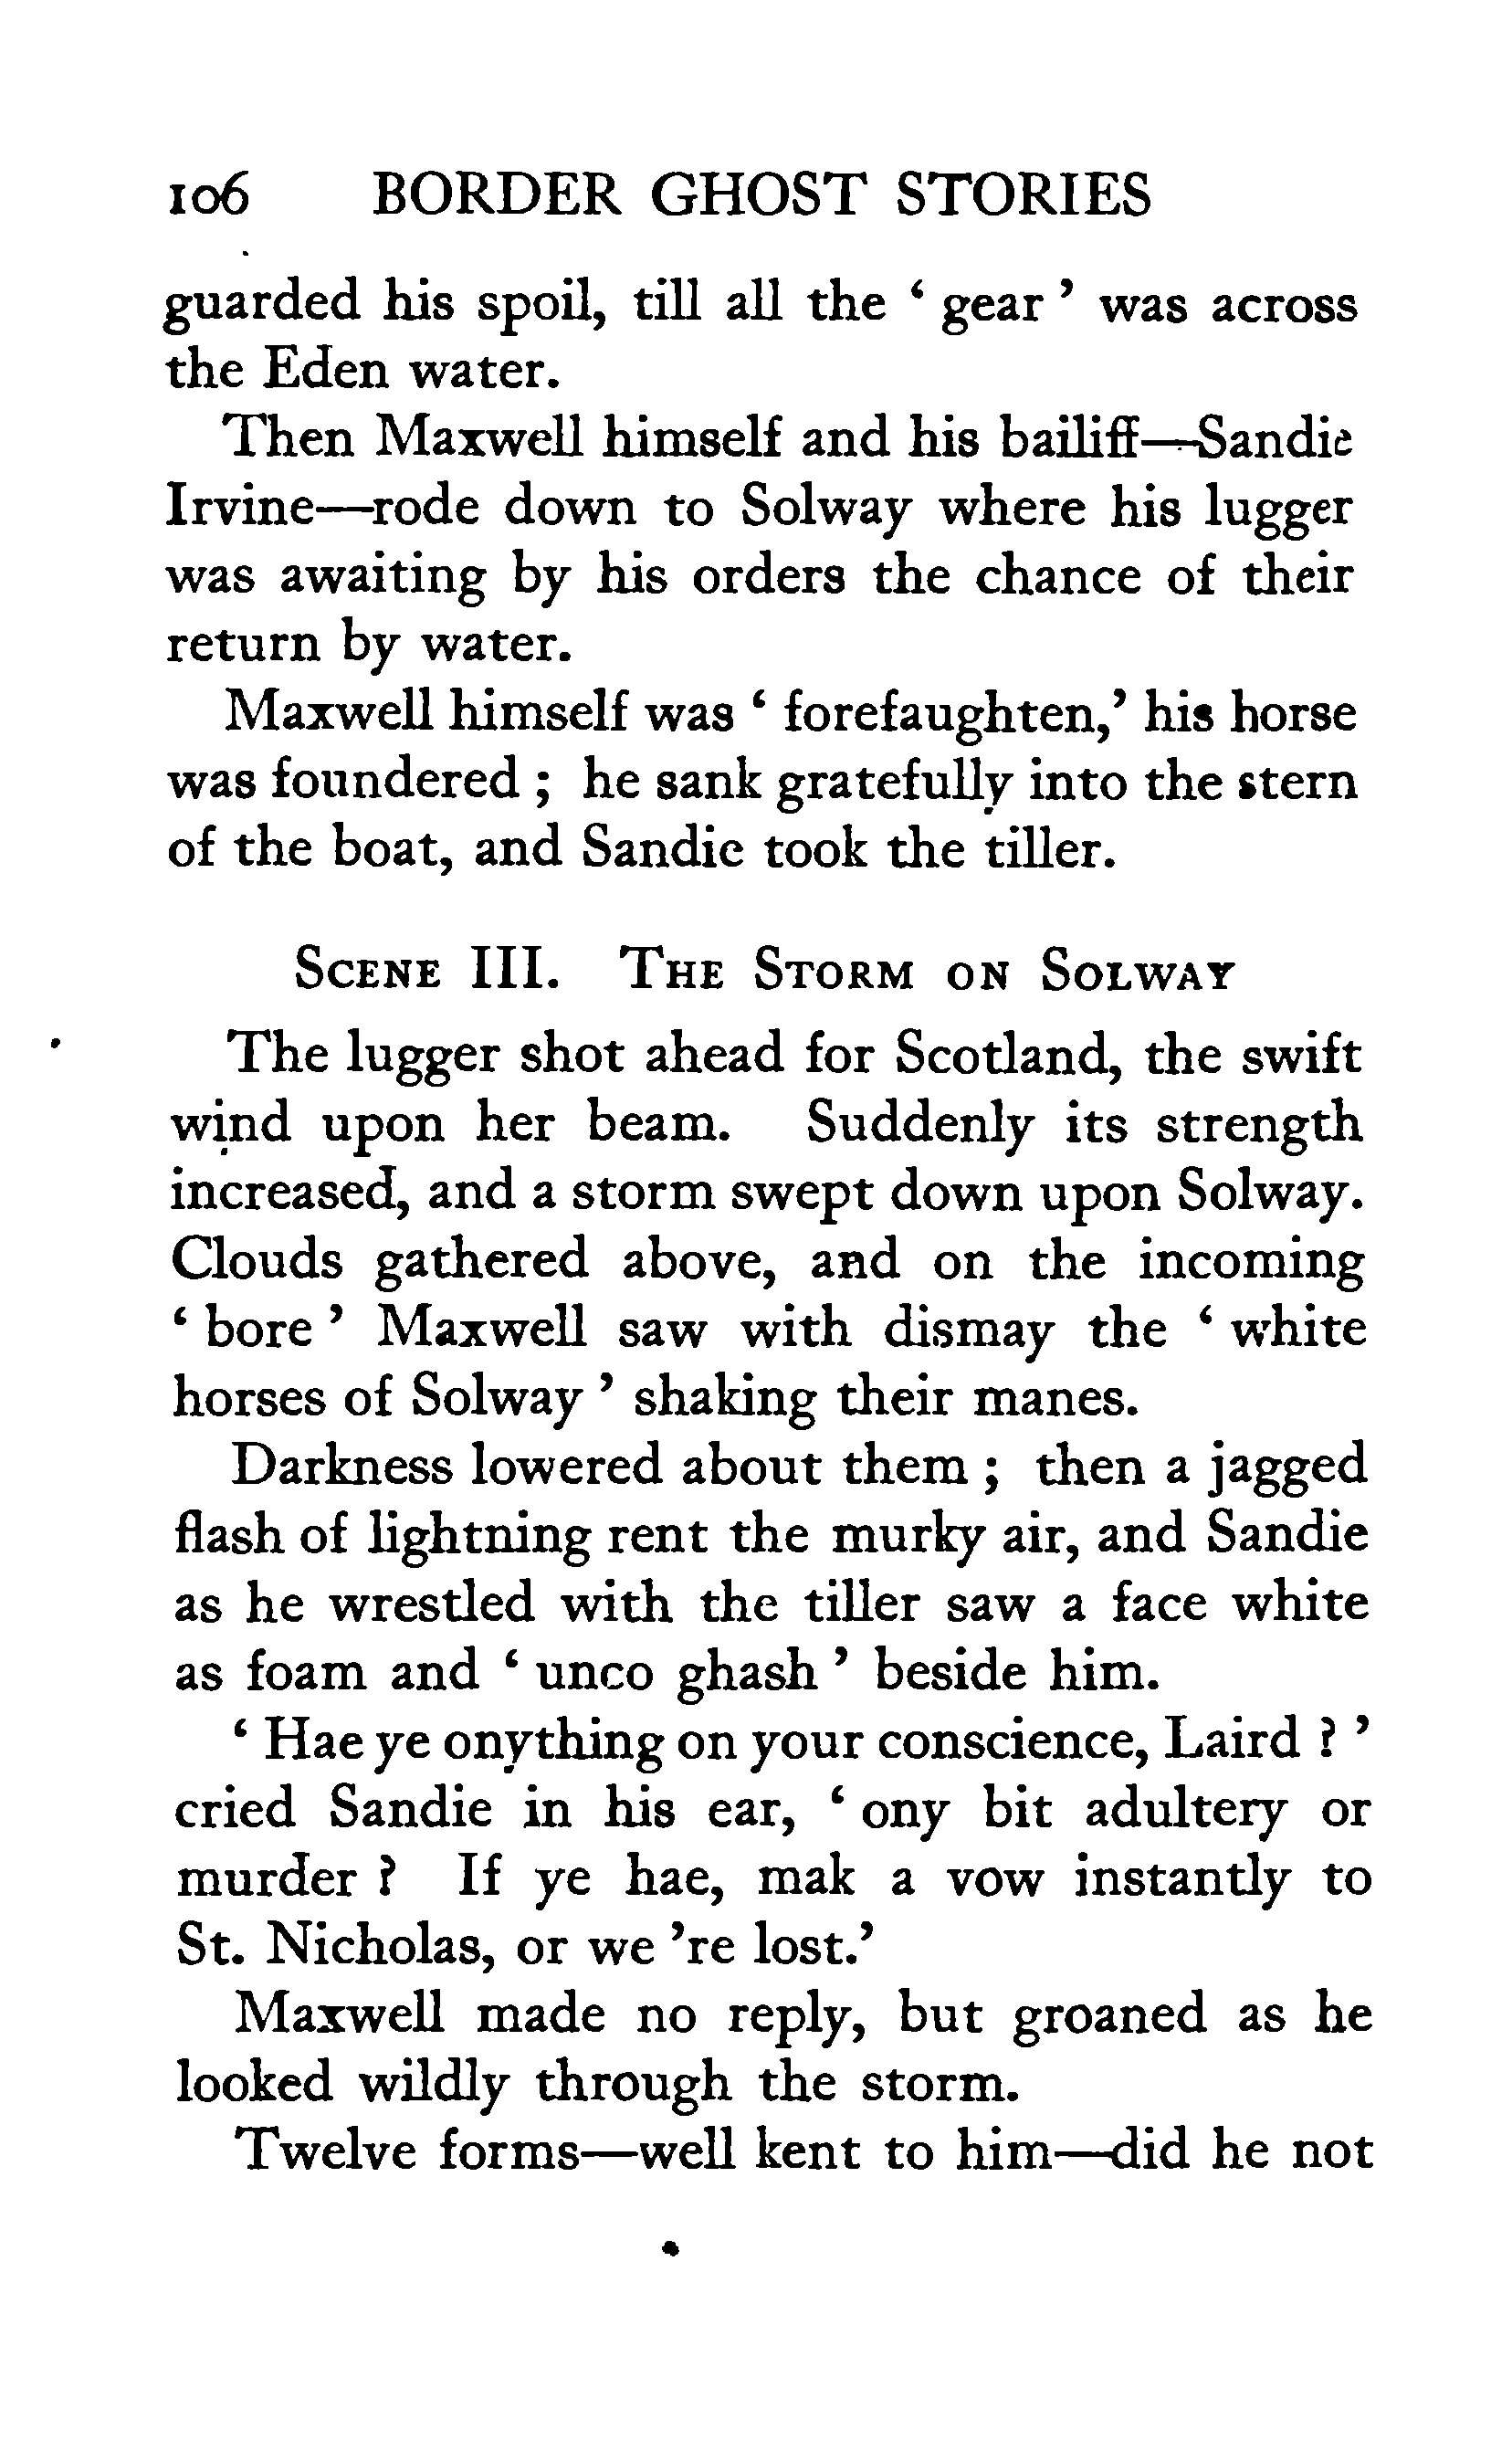 106 BORDER GHOST STORIES
guarded his spoil, till all the ‘ gear ’ was across
the Eden water.
Then Maxwell himself and his bailiff—Sandie
Irvine—rode down to Solway where his lugger
was awaiting by his orders the chance of their
return by water.
Maxwell himself was ‘ forefaughten,’ his horse
was foundered ; he sank gratefully into the stern
of the boat, and Sandie took the tiller.
SCENE III. THE STORM ON SOLWAY
The lugger shot ahead for Scotland, the swift
wind upon her beam. Suddenly its strength
increased, and a storm swept down upon Solway.
Clouds gathered above, and on the incoming
‘ bore ’ Maxwell saw with dismay the ‘ white
horses of Solway ’ shaking their manes.
Darkness lowered about them ; then a jagged
flash of lightning rent the murky air, and Sandie
as he wrestled with the tiller saw a face white
as foam and ‘ unco ghash ’ beside him.
‘ Hae ye onything on your conscience, Laird ? ’
cried Sandie in his ear, ‘ ony bit adultery or
murder ? If ye hae, mak a vow instantly to
St. Nicholas, or we ’re lost.’
Maxwell made no reply, but groaned as he
looked wildly through the storm.
Twelve forms—well kent to him—did he not